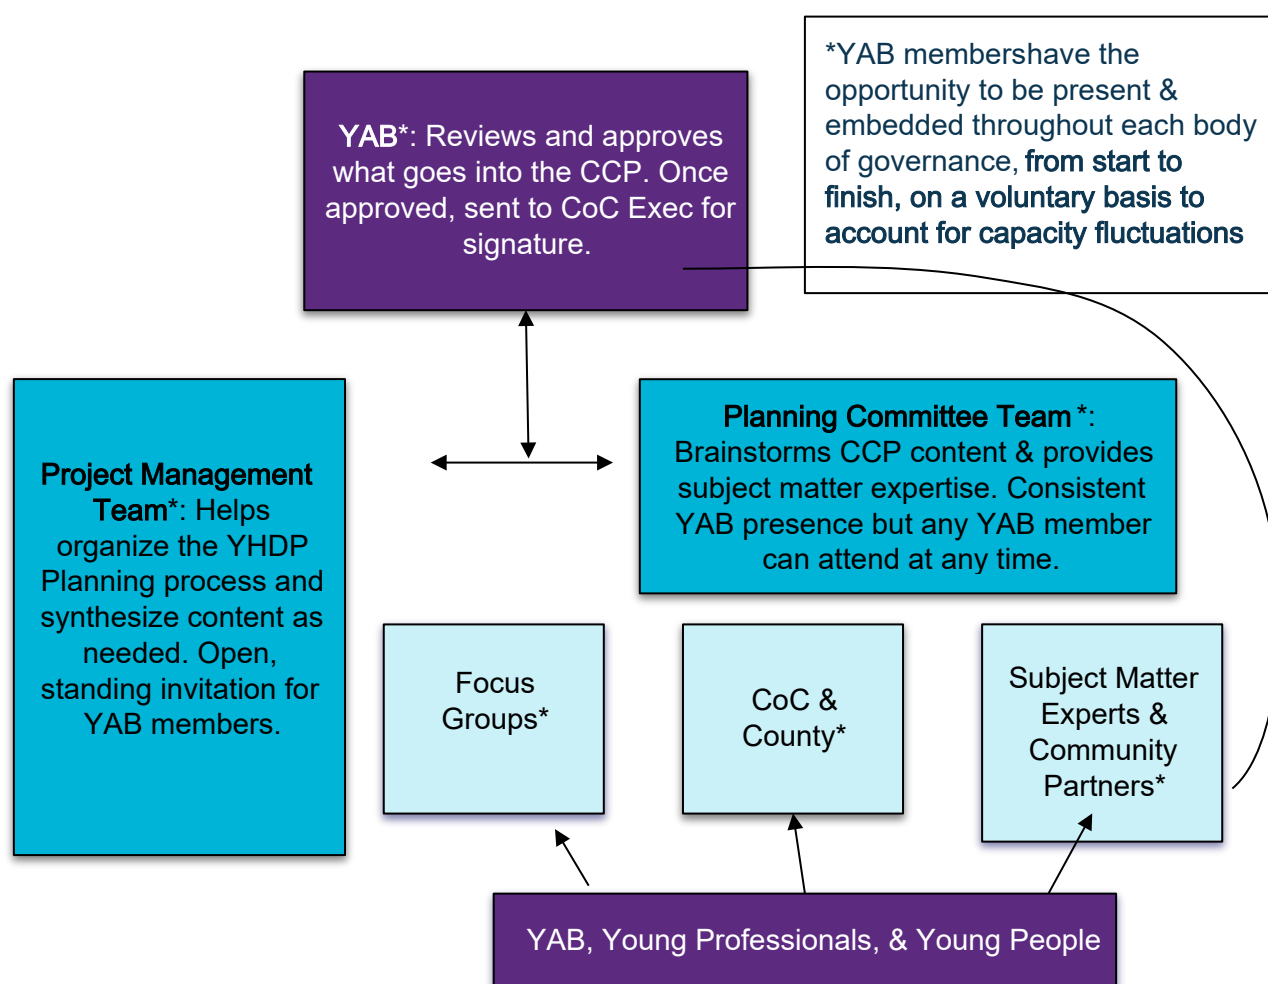 *YAB membershave the
opportunity to be present &
embedded throughout each body
of governance, from start to
finish, on a voluntary basis to
account for capacity fluctuations
YAB*: Reviews and approves
what goes into the CCP. Once
approved, sent to CoC Exec for
signature.
Project Management
Team*: Helps
organize the YHDP
Planning process and
synthesize content as
needed. Open,
standing invitation for
YAB members.
Planning Committee Team *:
Brainstorms CCP content & provides
subject matter expertise. Consistent
YAB presence but any YAB member
can attend at any time.
Focus
Groups*
CoC &
County*
Subject Matter
Experts &
Community
Partners*
YAB, Young Professionals, & Young People